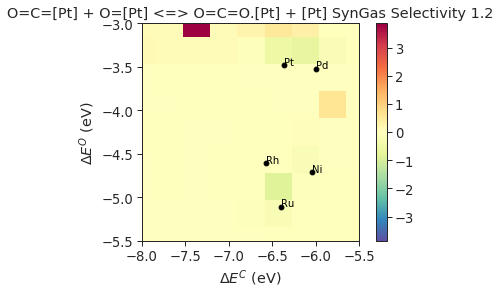 O=C=[Pt] + O=[Pt] <=> O=C=O.[Pt] + [Pt] SynGas Selectivity 1.2
−3.0
−3.5
−4.0
−4.5
−5.0
−5.5
ΔE^O (eV)
Pt
Pd
Rh
Ni
Ru
−8.0 −7.5 −7.0 −6.5 −6.0 −5.5
ΔE^C (eV)
3
2
1
0
−1
−2
−3